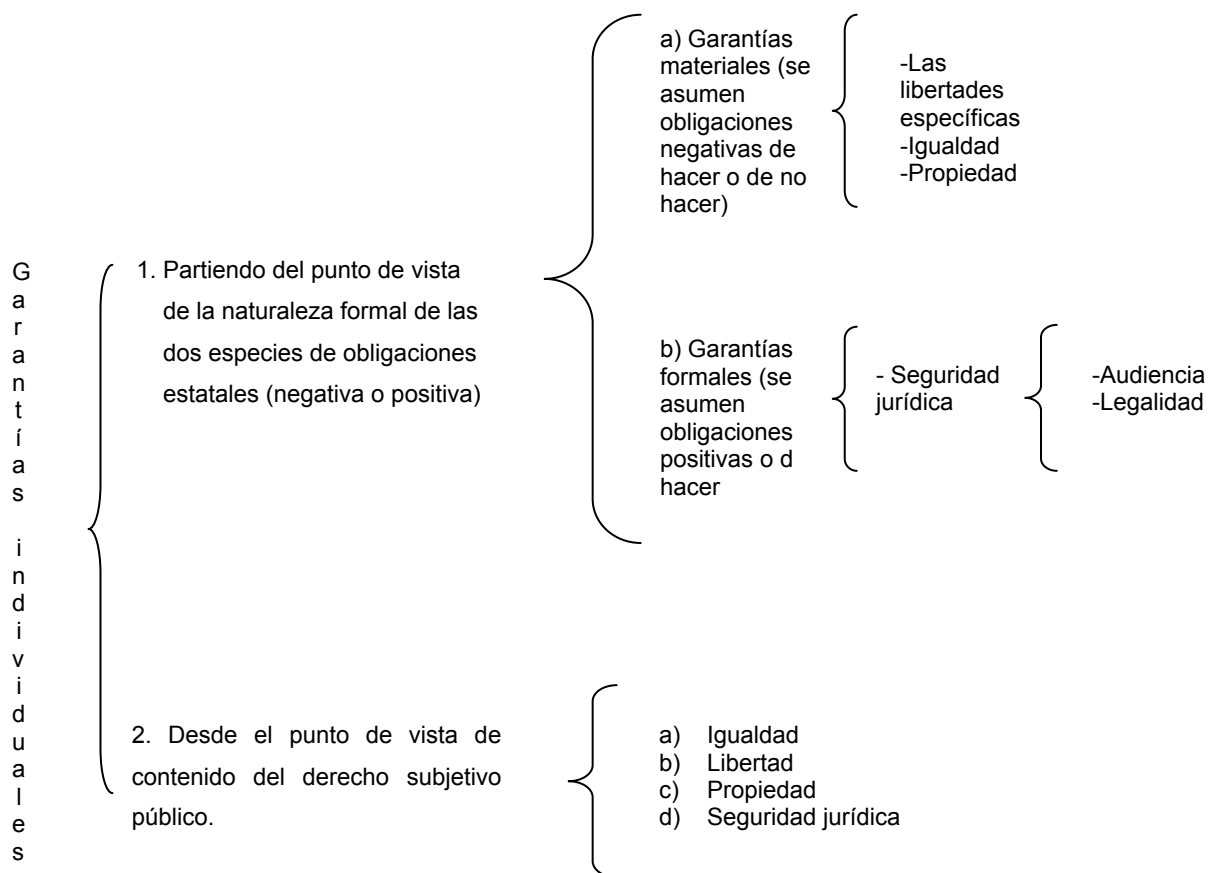 Garantías individuales
1. Partiendo del punto de vista
de la naturaleza formal de las
dos especies de obligaciones
estatales (negativa o positiva)
a) Garantías
materiales (se
asumen
obligaciones
negativas de
hacer o de no
hacer)
-Las
libertades
específicas
-Igualdad
-Propiedad
b) Garantías
formales (se
asumen
obligaciones
positivas o d
hacer
- Seguridad
jurídica
-Audiencia
-Legalidad
2. Desde el punto de vista de
contenido del derecho subjetivo
público.
a) Igualdad
b) Libertad
c) Propiedad
d) Seguridad jurídica